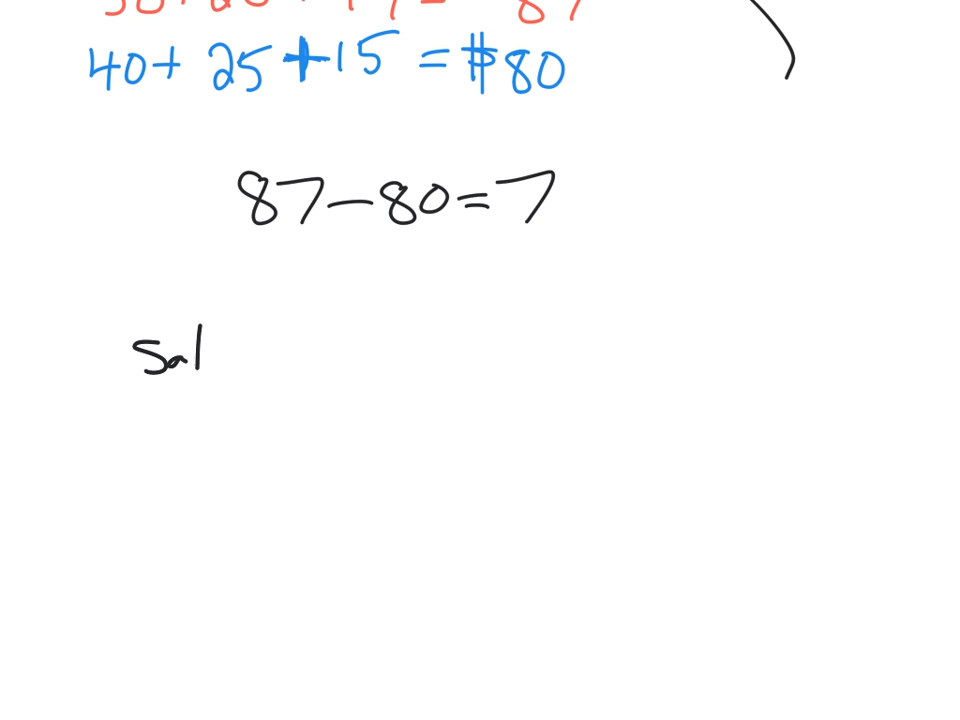 40 + 25 + 15 = $80
87 - 80 = 7
Sal